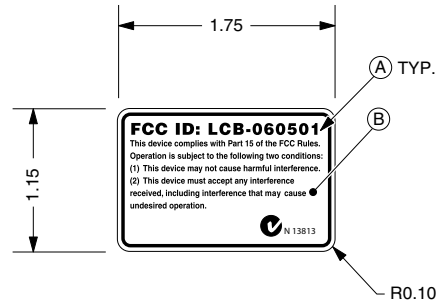 1.75
A TYP.
B
1.15
FCC ID: LCB-060501
This device complies with Part 15 of the FCC Rules.
Operation is subject to the following two conditions:
(1) This device may not cause harmful interference.
(2) This device must accept any interference
received, including interference that may cause
undesired operation.
N 13813
R0.10